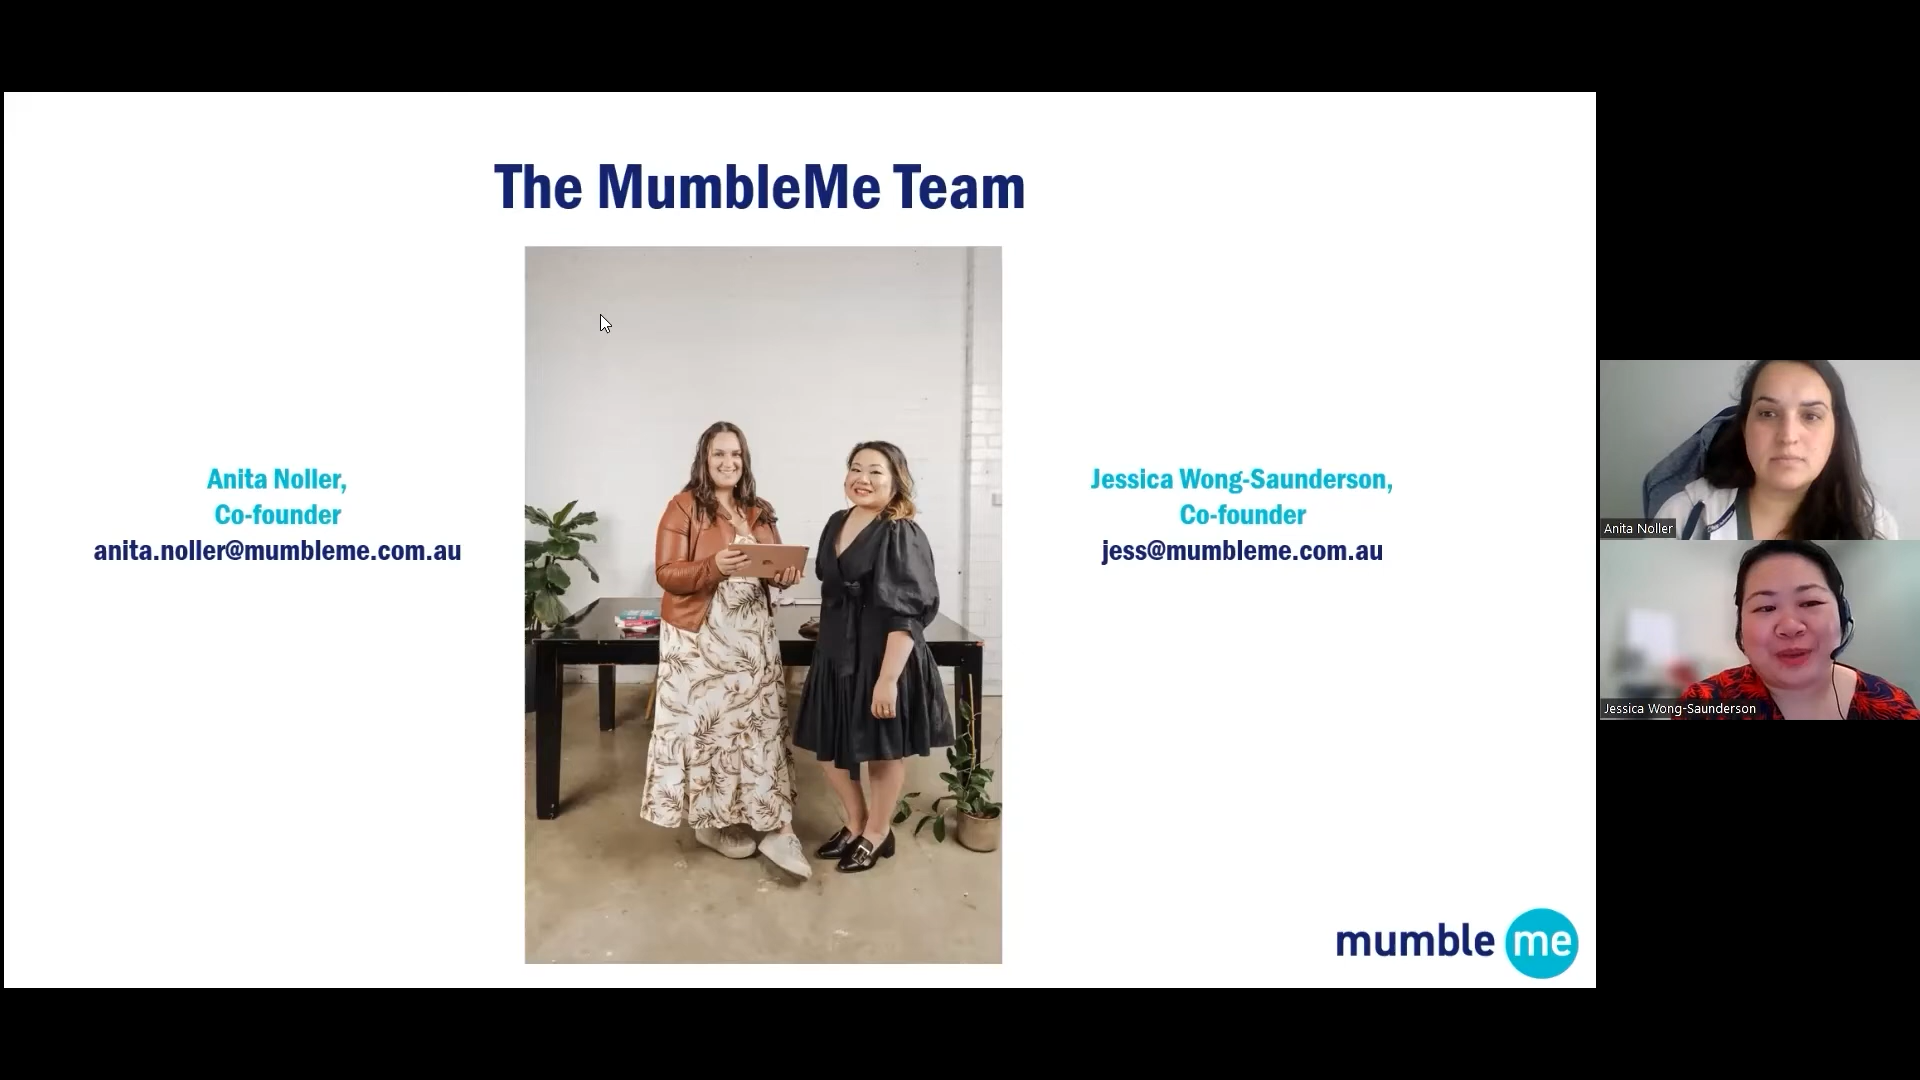 The MumbleMe Team
Anita Noller,
Co-founder
anita.noller@mumbleme.com.au
Jessica Wong-Saunderson,
Co-founder
jess@mumbleme.com.au
Anita Noller
Jessica Wong-Saunderson
mumble me